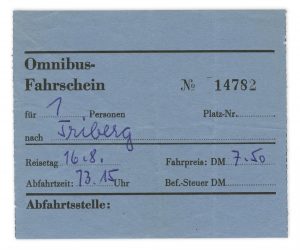 Omnibus-
Fahrschein № 14782
für 1 Personen Platz-Nr.
nach Triberg
Reisetag 16.8. Fahrpreis: DM 7.50
Abfahrtzeit: 13.15 Uhr Bef.-Steuer DM
Abfahrtsstelle: